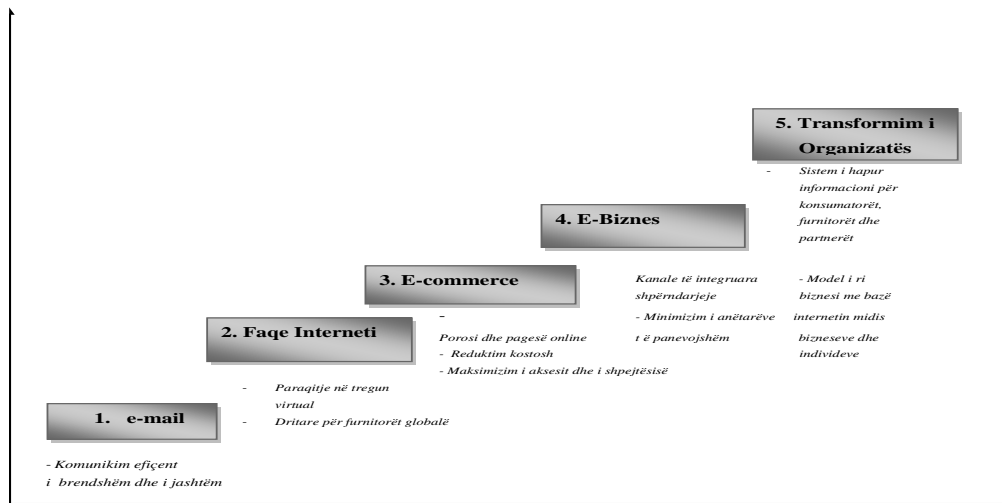 5. Transformim i
Organizatës
- Sistem i hapur
informacioni për
konsumatorët,
furnitorët dhe
partnerët
- Model i ri
biznesi me bazë
internetin midis
bizneseve dhe
individeve
4. E-Biznes
Kanale të integruara
shpërndarjeje
- Minimizim i anëtarëve
t ë panevojshëm
3. E-commerce
-
Porosi dhe pagesë online
- Reduktim kostosh
- Maksimizim i aksesit dhe i shpejtësisë
2. Faqe Interneti
- Paraqitje në tregun
virtual
- Dritare për furnitorët globalë
1. e-mail
- Komunikim efiçent
i brendshëm dhe i jashtëm